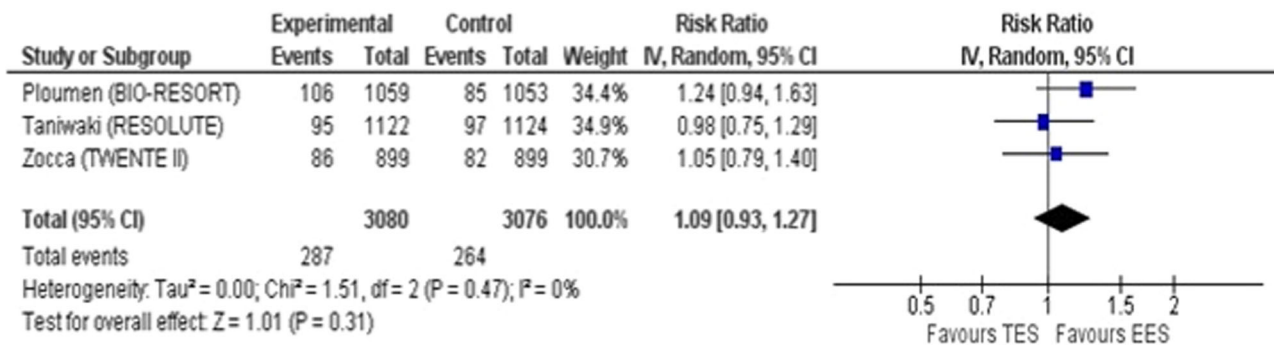 Experimental Control Risk Ratio Risk Ratio
Study or Subgroup Events Total Events Total Weight IV, Random, 95% CI IV, Random, 95% CI
Ploumen (BIO-RESORT) 106 1059 85 1053 34.4% 1.24 [0.94, 1.63]
Taniwaki (RESOLUTE) 95 1122 97 1124 34.9% 0.98 [0.75, 1.29]
Zocca (TWENTE II) 86 899 82 899 30.7% 1.05 [0.79, 1.40]
Total (95% CI) 3080 3076 100.0% 1.09 [0.93, 1.27]
Total events 287 264
Heterogeneity: Tau² = 0.00; Chi² = 1.51, df = 2 (P = 0.47); I² = 0%
Test for overall effect: Z = 1.01 (P = 0.31)
0.5 0.7 1 1.5 2
Favours TES Favours EES